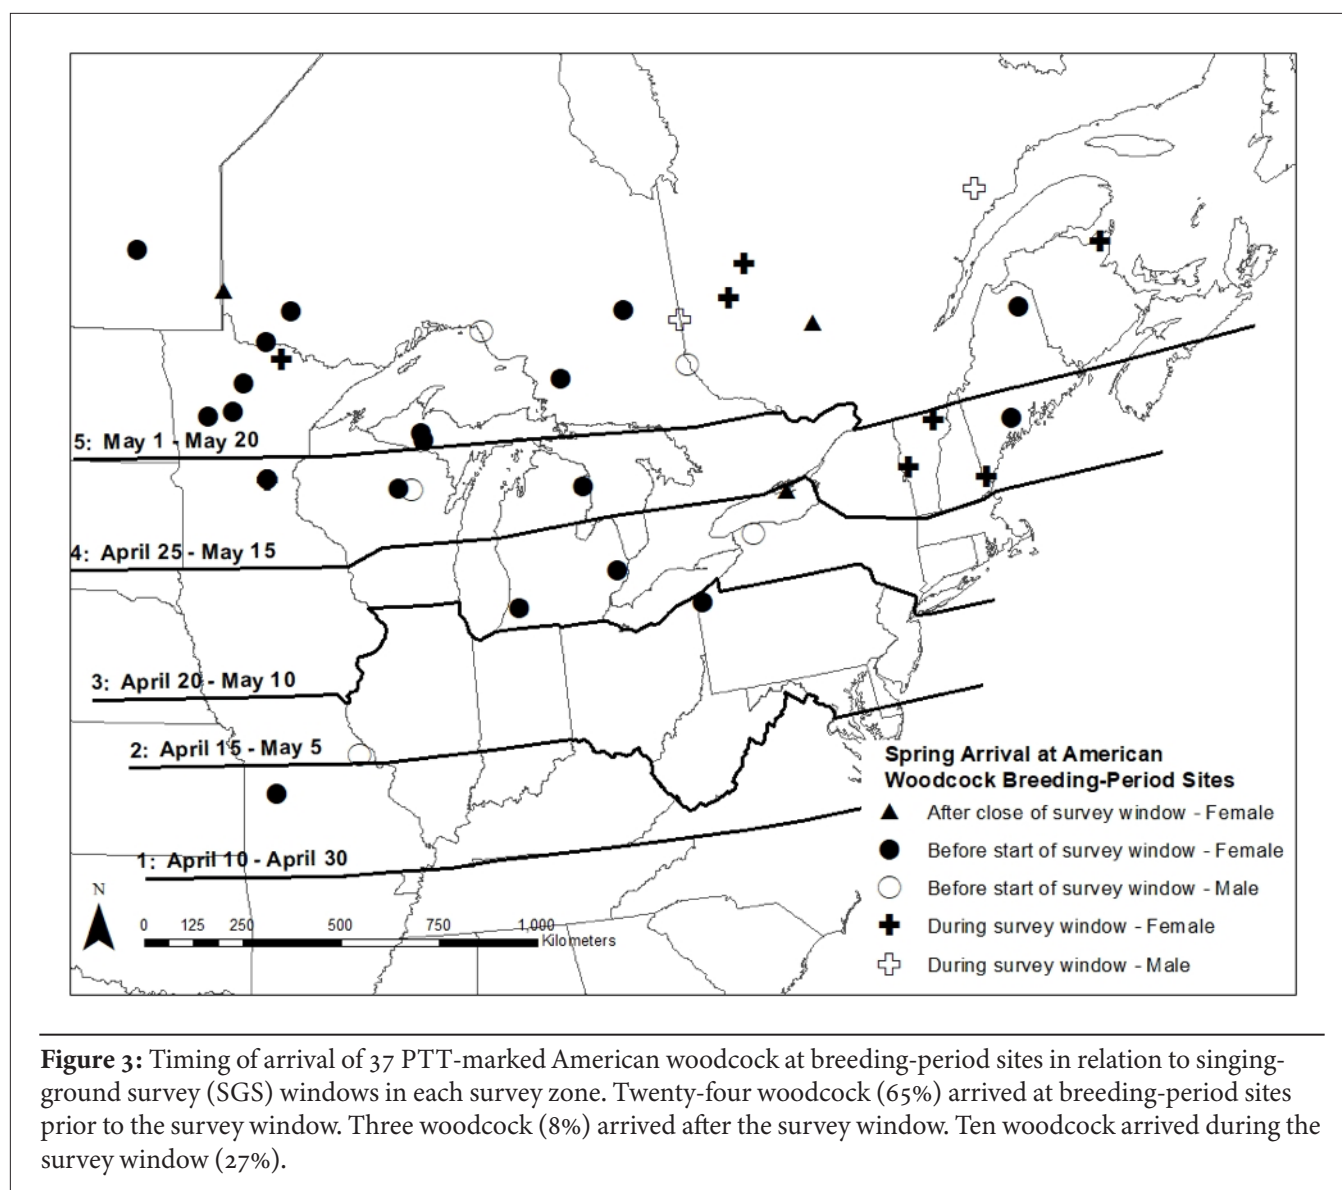 5: May 1 - May 20
4: April 25 - May 15
3: April 20 - May 10
2: April 15 - May 5
1: April 10 - April 30
Spring Arrival at American
Woodcock Breeding-Period Sites
After close of survey window - Female
Before start of survey window - Female
Before start of survey window - Male
During survey window - Female
During survey window - Male
N
0 125 250 500 750 1,000
Kilometers
Figure 3: Timing of arrival of 37 PTT-marked American woodcock at breeding-period sites in relation to singing-
ground survey (SGS) windows in each survey zone. Twenty-four woodcock (65%) arrived at breeding-period sites
prior to the survey window. Three woodcock (8%) arrived after the survey window. Ten woodcock arrived during the
survey window (27%).